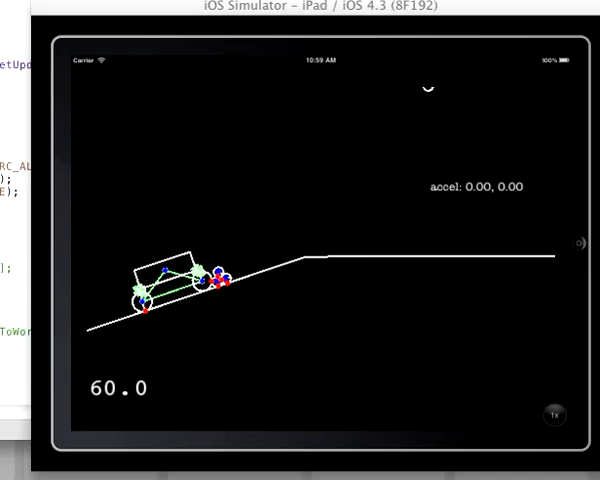 iOS Simulator – iPad / iOS 4.3 (8F192)
etUpd
Carrier 10:59 AM 100%
RC_AL
);
E);
accel: 0.00, 0.00
];
ToWor
60.0
1x